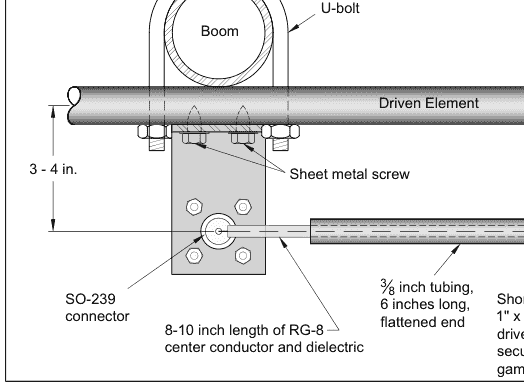 U-bolt
Boom
Driven Element
3 - 4 in.
Sheet metal screw
SO-239
connector
8-10 inch length of RG-8
center conductor and dielectric
⅜ inch tubing,
6 inches long,
flattened end
1" x